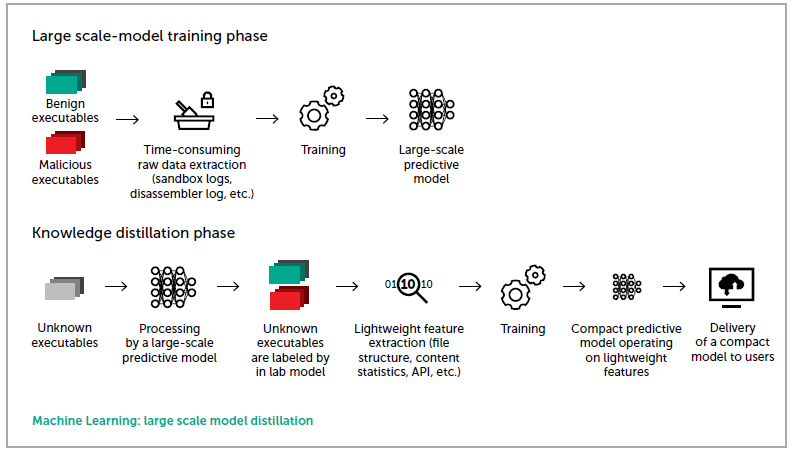 Large scale-model training phase
Benign
executables
Malicious
executables
Time-consuming
raw data extraction
(sandbox logs,
disassembler log, etc.)
Training
Large-scale
predictive
model
Knowledge distillation phase
Unknown
executables
Processing
by a large-scale
predictive model
Unknown
executables
are labeled by
in lab model
01 10 10
Lightweight feature
extraction (file
structure, content
statistics, API, etc.)
Training
Compact predictive
model operating
on lightweight
features
Delivery
of a compact
model to users
Machine Learning: large scale model distillation